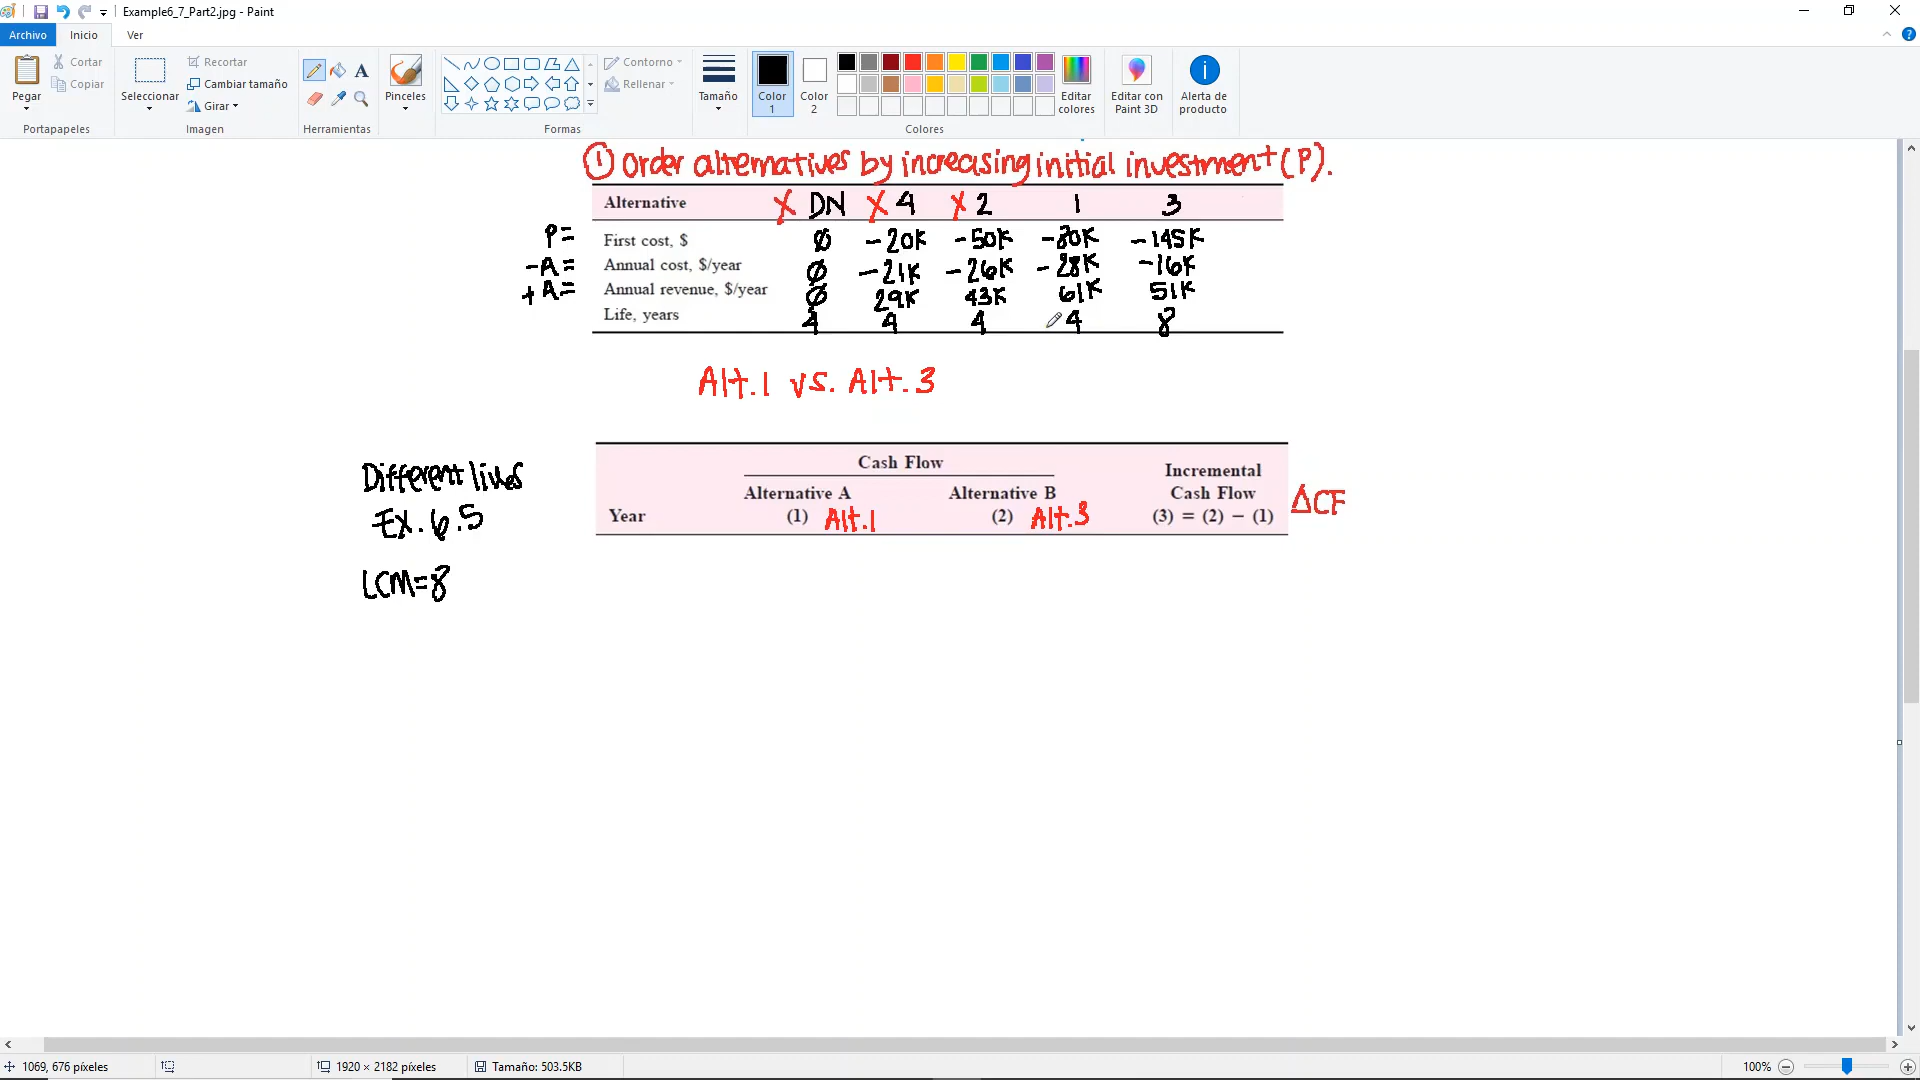 Example6_7_Part2.jpg - Paint
Archivo Inicio Ver
Pegar
Cortar
Copiar
Portapapeles
Seleccionar
Recortar
Cambiar tamaño
Girar
Imagen
Herramientas
Pinceles
Contorno
Rellenar
Formas
Tamaño
Color 1
Color 2
Editar colores
Colores
Editar con Paint 3D
Alerta de producto
① Order alternatives by increasing initial investment (P).
Alternative X DN X 4 X 2 1 3
P= First cost, $ 0 -20K -50K -80K -145K
-A= Annual cost, $/year 0 -21K -26K -28K -16K
+A= Annual revenue, $/year 0 29K 43K 61K 51K
Life, years 4 4 4 4 8
Alt.1 vs. Alt.3
Different lives
EX. 6.5
LCM=8
Cash Flow
Alternative A Alternative B
Incremental
Cash Flow
Year (1) Alt.1 (2) Alt.3 (3) = (2) − (1) ΔCF
1069, 676 píxeles
1920 × 2182 píxeles
Tamaño: 503.5KB
100%